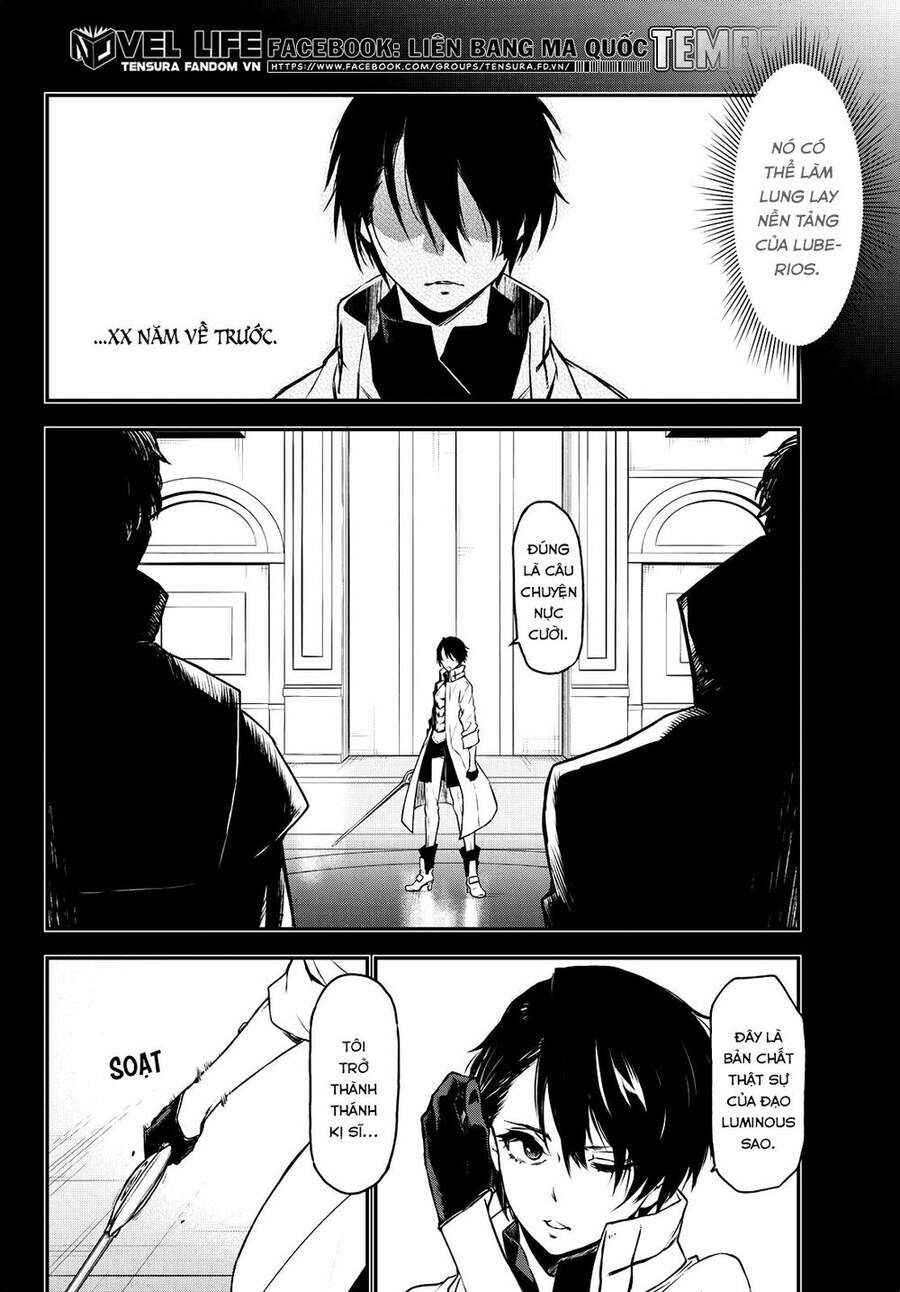 NOVEL LIFE
TENSURA FANDOM VN
FACEBOOK: LIÊN BANG MA QUỐC
HTTPS://WWW.FACEBOOK.COM/GROUPS/TENSURA.FD.VN/
NÓ CÓ
THỂ LÀM
LUNG LAY
NỀN TẢNG
CỦA LUBE-
RIOS.
...XX NĂM VỀ TRƯỚC.
ĐÚNG
LÀ CÂU
CHUYỆN
NỰC
CƯỜI.
ĐÂY LÀ
BẢN CHẤT
THẬT SỰ
CỦA ĐẠO
LUMINOUS
SAO.
TÔI
TRỞ
THÀNH
THÁNH
KỊ SĨ...
SOẠT